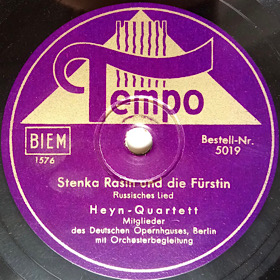 Tempo
BIEM
1576
Bestell-Nr.
5019
Stenka Rasin und die Fürstin
Russisches Lied
Heyn-Quartett
Mitglieder
des Deutschen Opernhauses, Berlin
mit Orchesterbegleitung